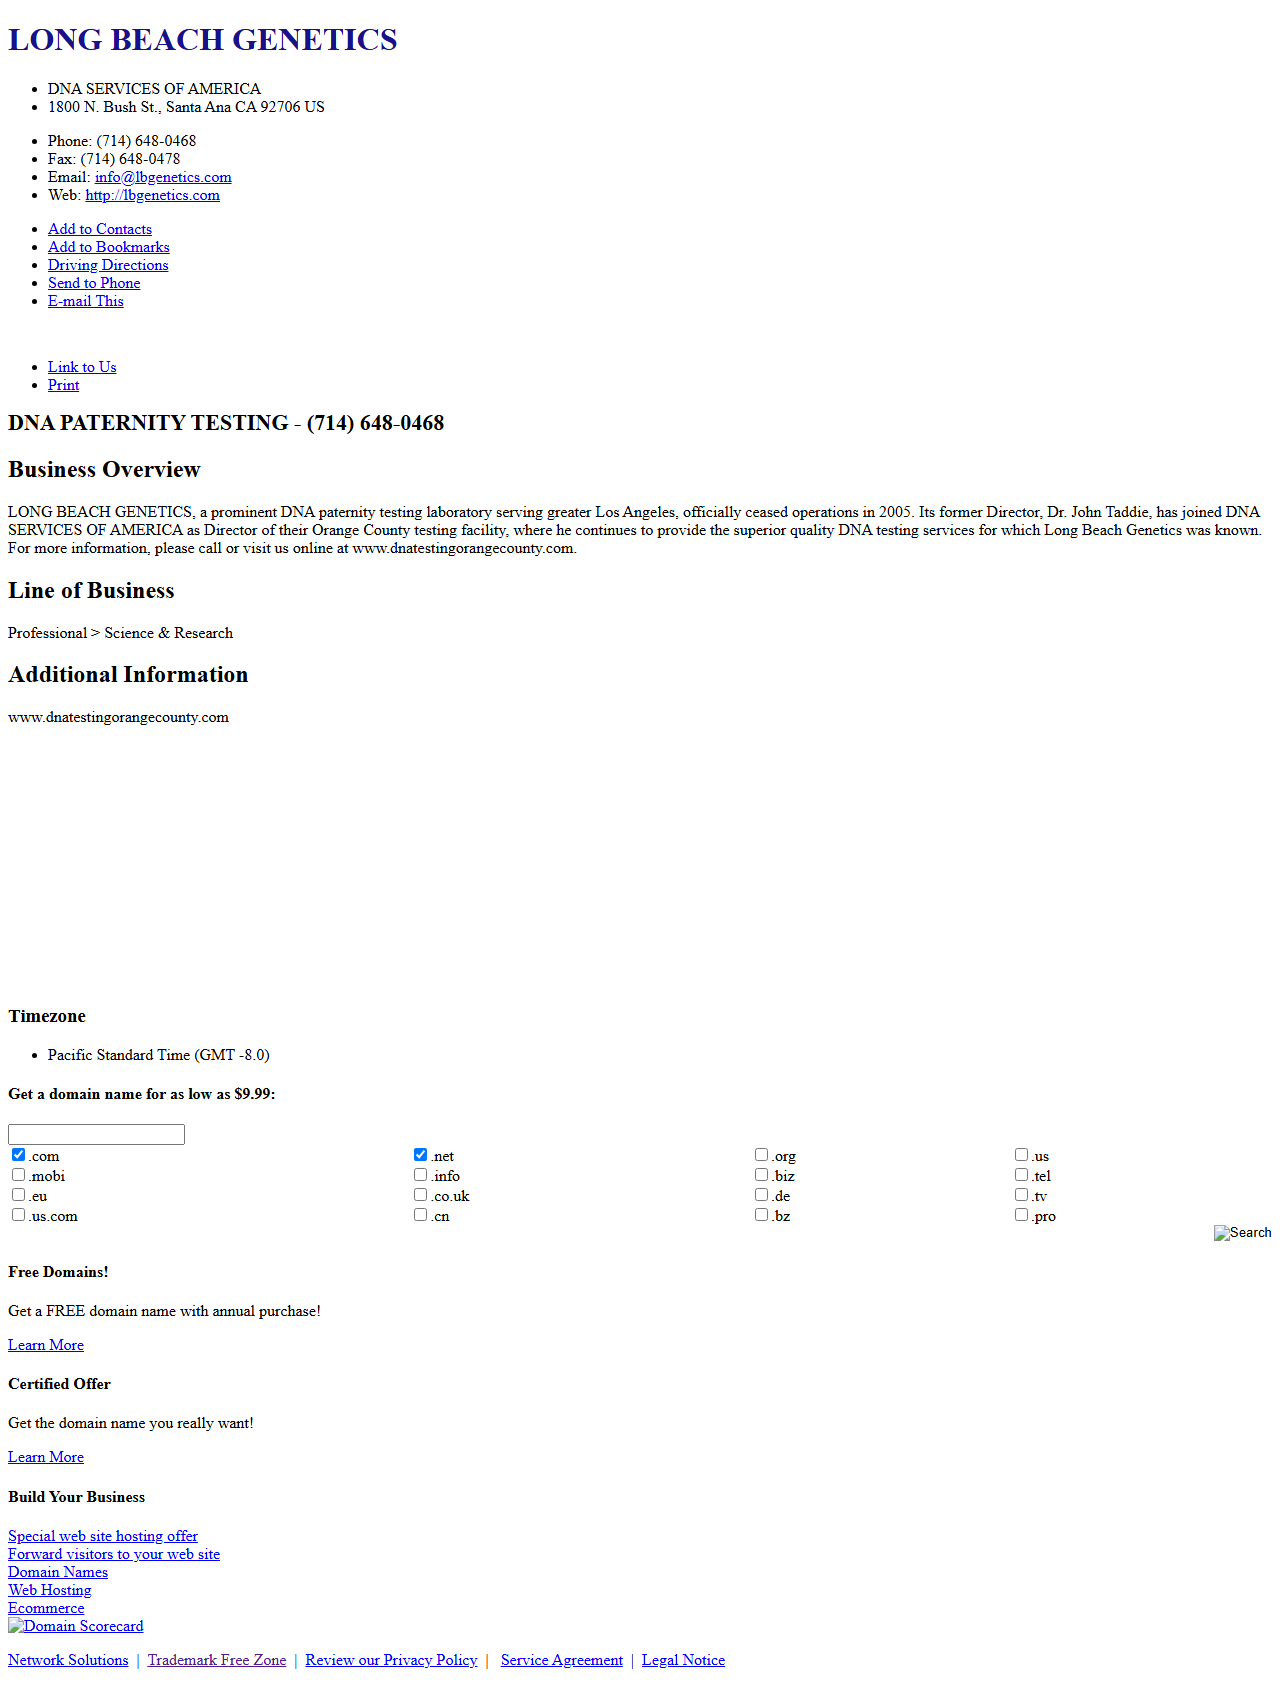 LONG BEACH GENETICS
DNA SERVICES OF AMERICA
1800 N. Bush St., Santa Ana CA 92706 US
Phone: (714) 648-0468
Fax: (714) 648-0478
Email: info@lbgenetics.com
Web: http://lbgenetics.com
Add to Contacts
Add to Bookmarks
Driving Directions
Send to Phone
E-mail This
Link to Us
Print
DNA PATERNITY TESTING - (714) 648-0468
Business Overview
LONG BEACH GENETICS, a prominent DNA paternity testing laboratory serving greater Los Angeles, officially ceased operations in 2005. Its former Director, Dr. John Taddie, has joined DNA
SERVICES OF AMERICA as Director of their Orange County testing facility, where he continues to provide the superior quality DNA testing services for which Long Beach Genetics was known.
For more information, please call or visit us online at www.dnatestingorangecounty.com.
Line of Business
Professional > Science & Research
Additional Information
www.dnatestingorangecounty.com
Timezone
Pacific Standard Time (GMT -8.0)
Get a domain name for as low as $9.99:
.com .net .org .us
.mobi .info .biz .tel
.eu .co.uk .de .tv
.us.com .cn .bz .pro
Search
Free Domains!
Get a FREE domain name with annual purchase!
Learn More
Certified Offer
Get the domain name you really want!
Learn More
Build Your Business
Special web site hosting offer
Forward visitors to your web site
Domain Names
Web Hosting
Ecommerce
Domain Scorecard
Network Solutions | Trademark Free Zone | Review our Privacy Policy | Service Agreement | Legal Notice